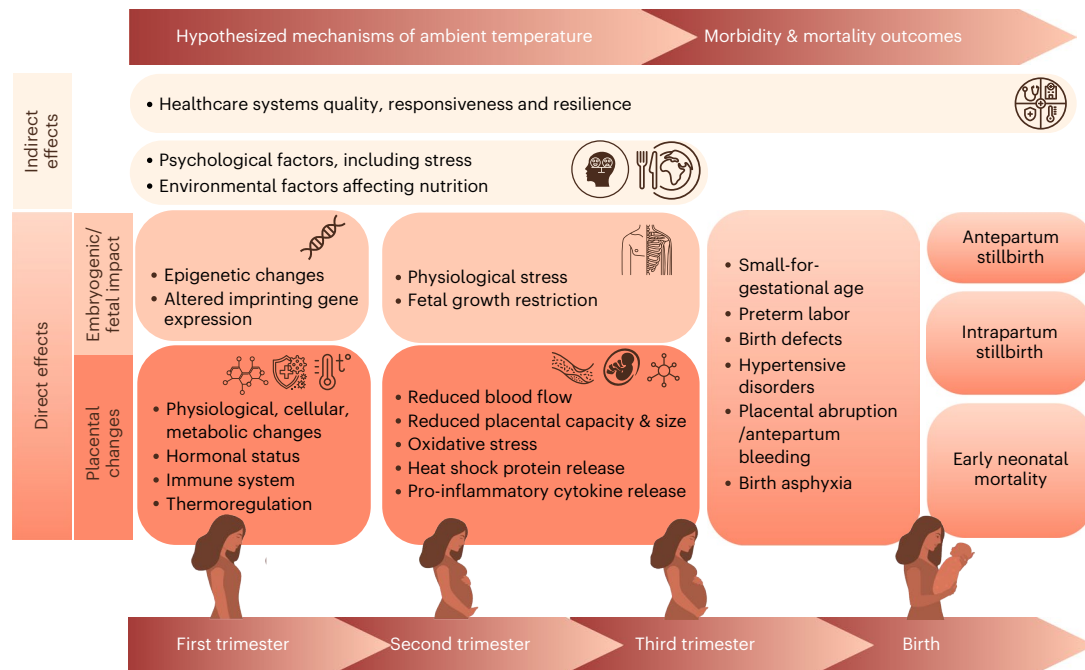 Hypothesized mechanisms of ambient temperature
Morbidity & mortality outcomes
Indirect
effects
• Healthcare systems quality, responsiveness and resilience
• Psychological factors, including stress
• Environmental factors affecting nutrition
Direct effects
Embryogenic/
fetal impact
• Epigenetic changes
• Altered imprinting gene
expression
• Physiological stress
• Fetal growth restriction
Placental
changes
t°
• Physiological, cellular,
metabolic changes
• Hormonal status
• Immune system
• Thermoregulation
• Reduced blood flow
• Reduced placental capacity & size
• Oxidative stress
• Heat shock protein release
• Pro-inflammatory cytokine release
• Small-for-
gestational age
• Preterm labor
• Birth defects
• Hypertensive
disorders
• Placental abruption
/antepartum
bleeding
• Birth asphyxia
Antepartum
stillbirth
Intrapartum
stillbirth
Early neonatal
mortality
First trimester
Second trimester
Third trimester
Birth